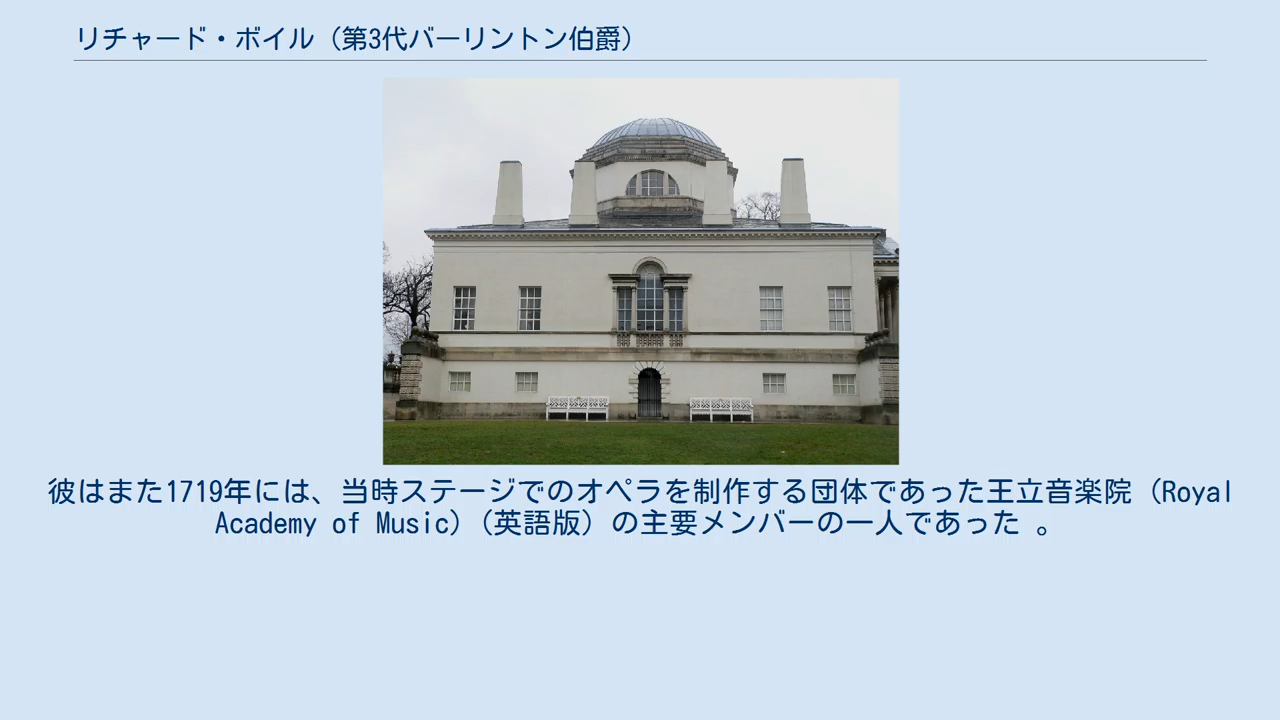 リチャード・ボイル（第3代バーリントン伯爵）
彼はまた1719年には、当時ステージでのオペラを制作する団体であった王立音楽院（Royal
Academy of Music）（英語版）の主要メンバーの一人であった 。